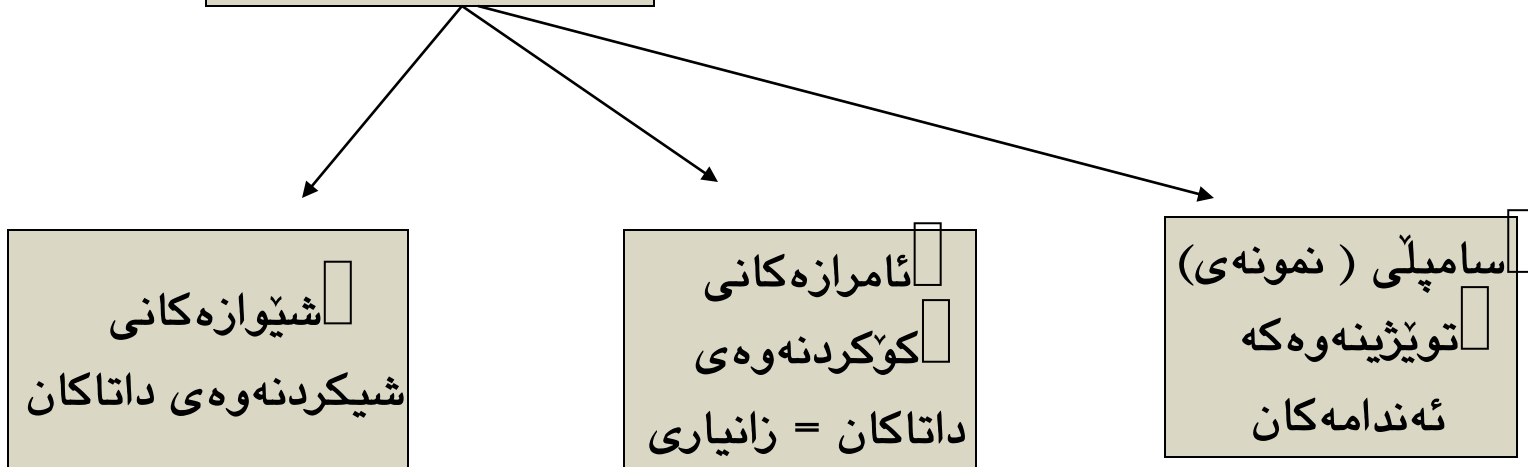 سامپڵی ( نمونەی)
توێژینەوەکە
ئەندامەکان
ئامرازەکانی
کۆکردنەوەی
داتاکان = زانیاری
شێوازەکانی
شیکردنەوەی داتاکان